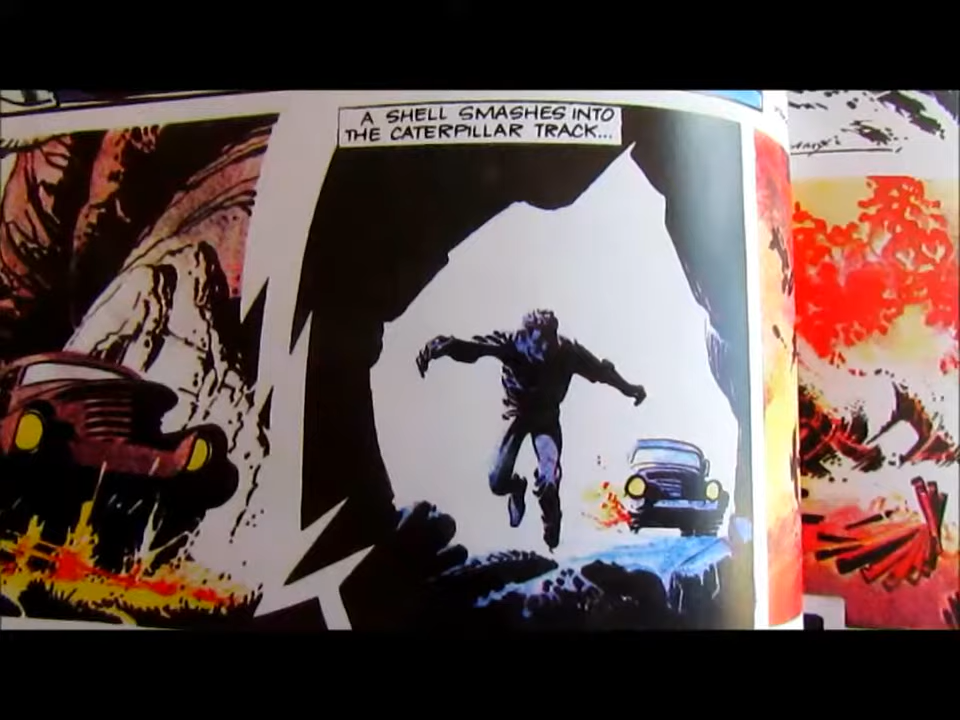 A SHELL SMASHES INTO
THE CATERPILLAR TRACK...